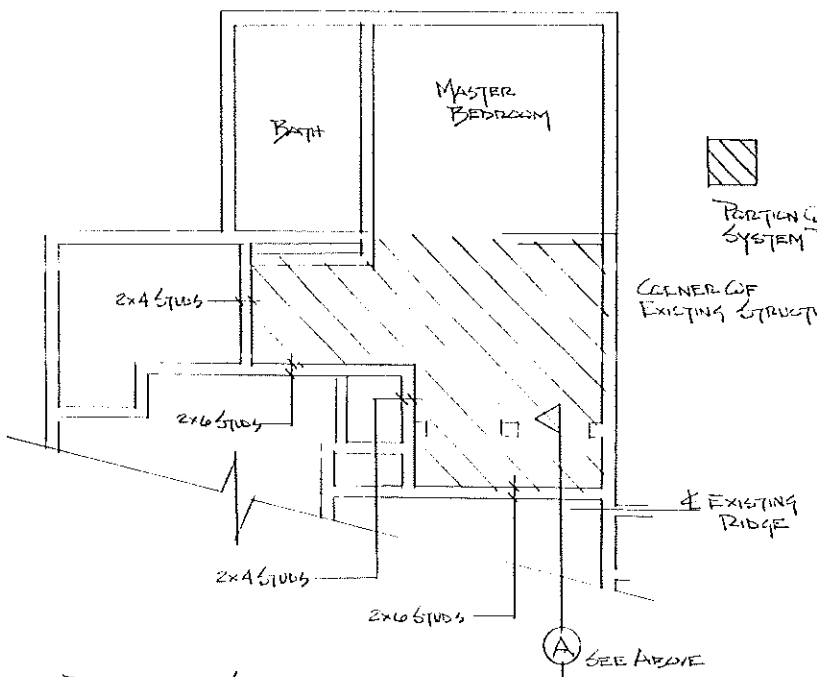 BATH
MASTER
BEDROOM
PORTION
SYSTEM
2x4 STUDS
CORNER OF
EXISTING STRUCT
2x6 STUDS
℄ EXISTING
RIDGE
2x4 STUDS
2x6 STUDS
A
SEE ABOVE